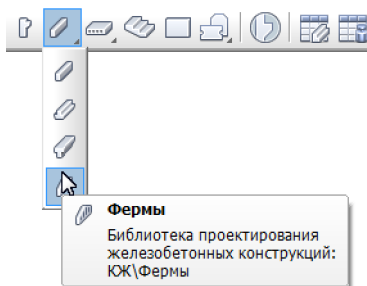 Фермы
Библиотека проектирования
железобетонных конструкций:
КЖ\Фермы